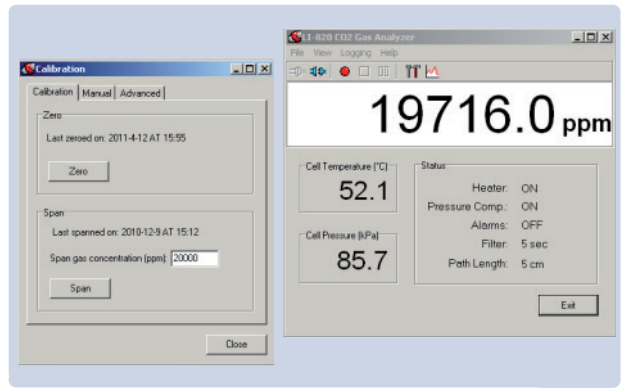 Calibration
Calibration Manual Advanced
Zero
Last zeroed on: 2011-4-12 AT 15:55
Zero
Span
Last spanned on: 2010-12-9 AT 15:12
Span gas concentration (ppm): 20000
Span
Close
LI-820 CO2 Gas Analyzer
File View Logging Help
19716.0 ppm
Cell Temperature (°C)
52.1
Cell Pressure (kPa)
85.7
Status
Heater: ON
Pressure Comp.: ON
Alarms: OFF
Filter: 5 sec
Path Length: 5 cm
Exit